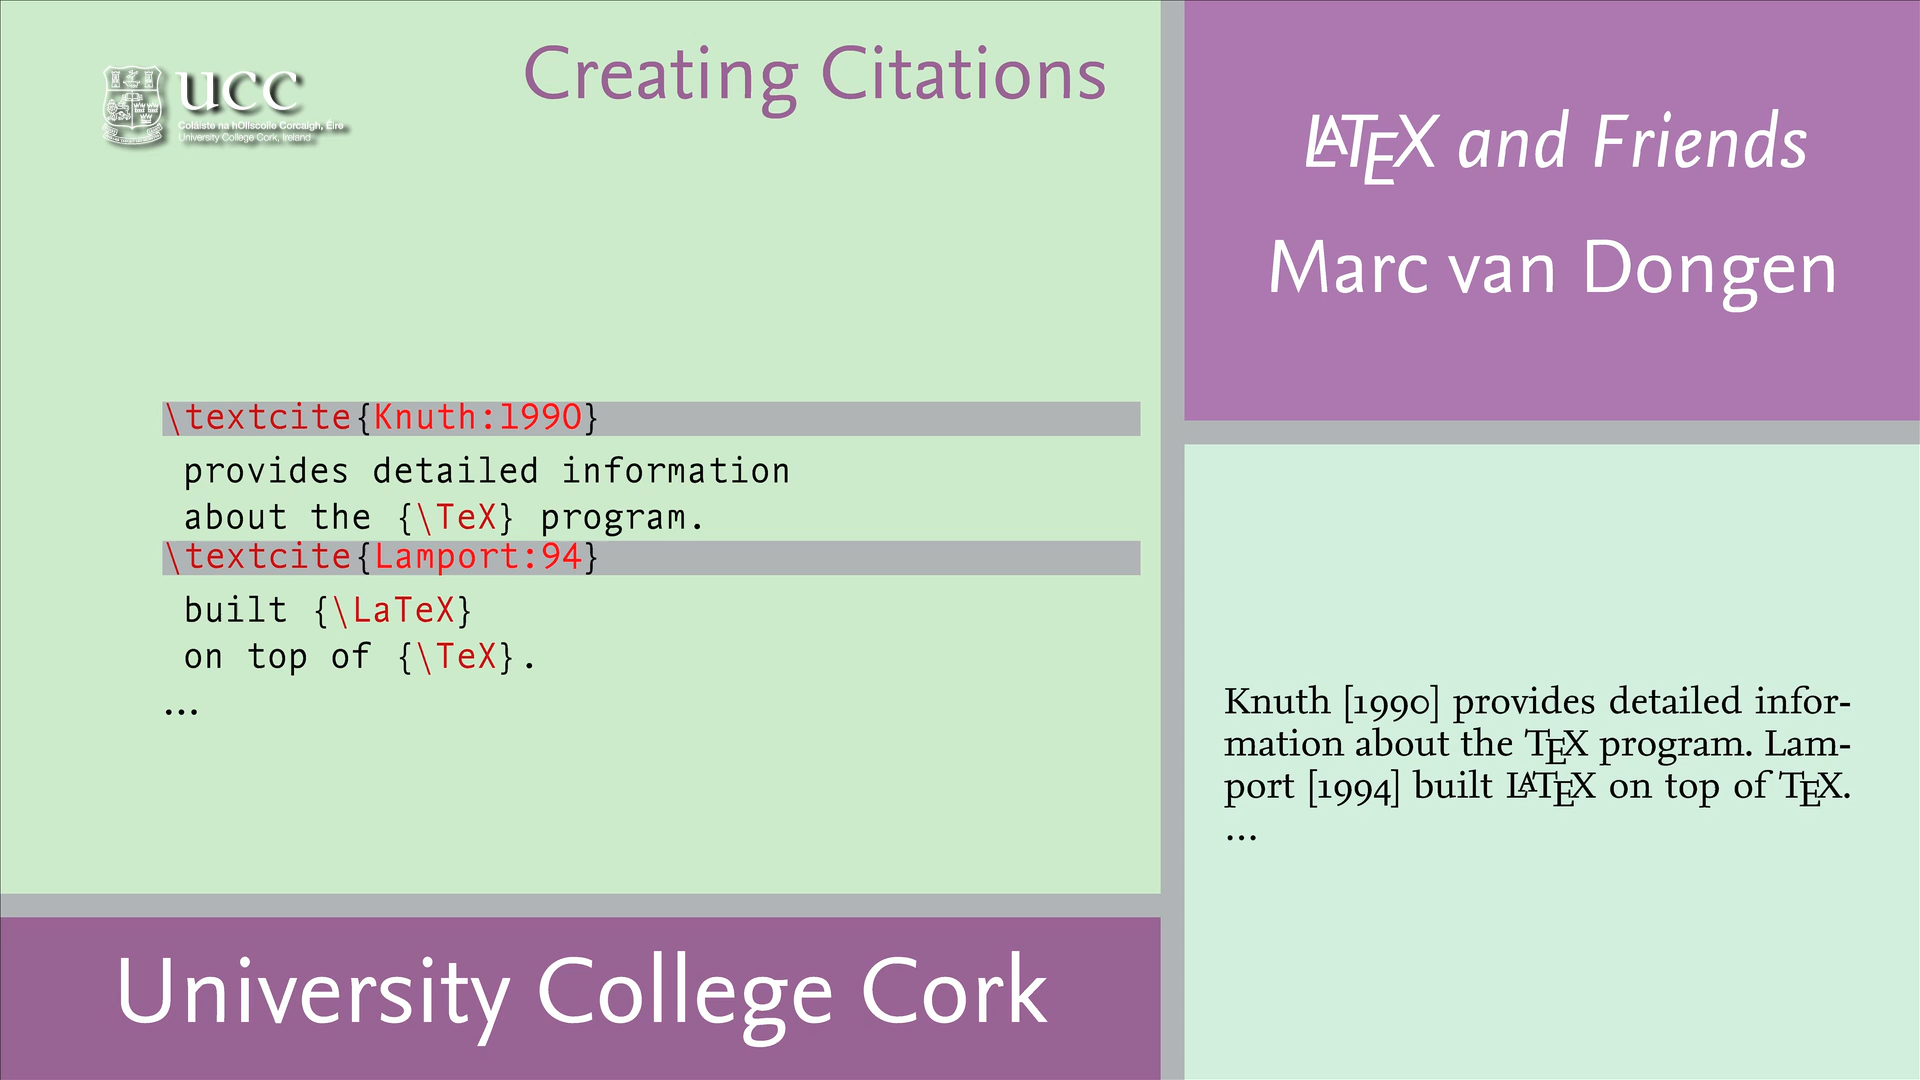 ucc
Coláiste na hOllscoile Corcaigh, Éire
University College Cork, Ireland
Creating Citations
\textcite{Knuth:1990}
provides detailed information
about the {\TeX} program.
\textcite{Lamport:94}
built {\LaTeX}
on top of {\TeX}.
...
University College Cork
LATEX and Friends
Marc van Dongen
Knuth [1990] provides detailed infor-
mation about the TEX program. Lam-
port [1994] built LATEX on top of TEX.
...